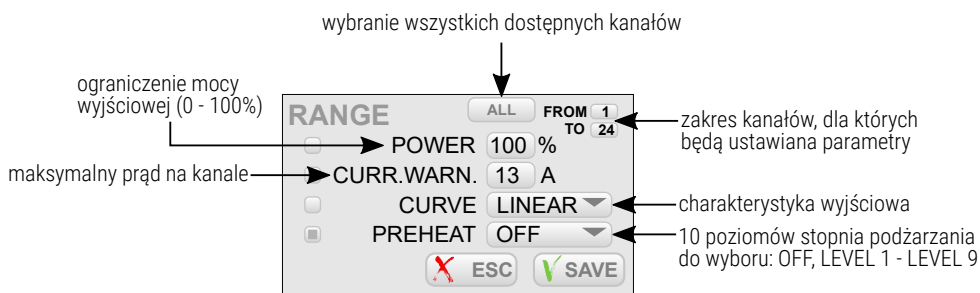 wybranie wszystkich dostępnych kanałów
ograniczenie mocy
wyjściowej (0 - 100%)
RANGE
ALL
FROM 1
TO 24
zakres kanałów, dla których
będą ustawiana parametry
POWER 100 %
maksymalny prąd na kanale
CURR.WARN. 13 A
CURVE LINEAR
charakterystyka wyjściowa
PREHEAT OFF
10 poziomów stopnia podżarzania
do wyboru: OFF, LEVEL 1 - LEVEL 9
ESC
SAVE